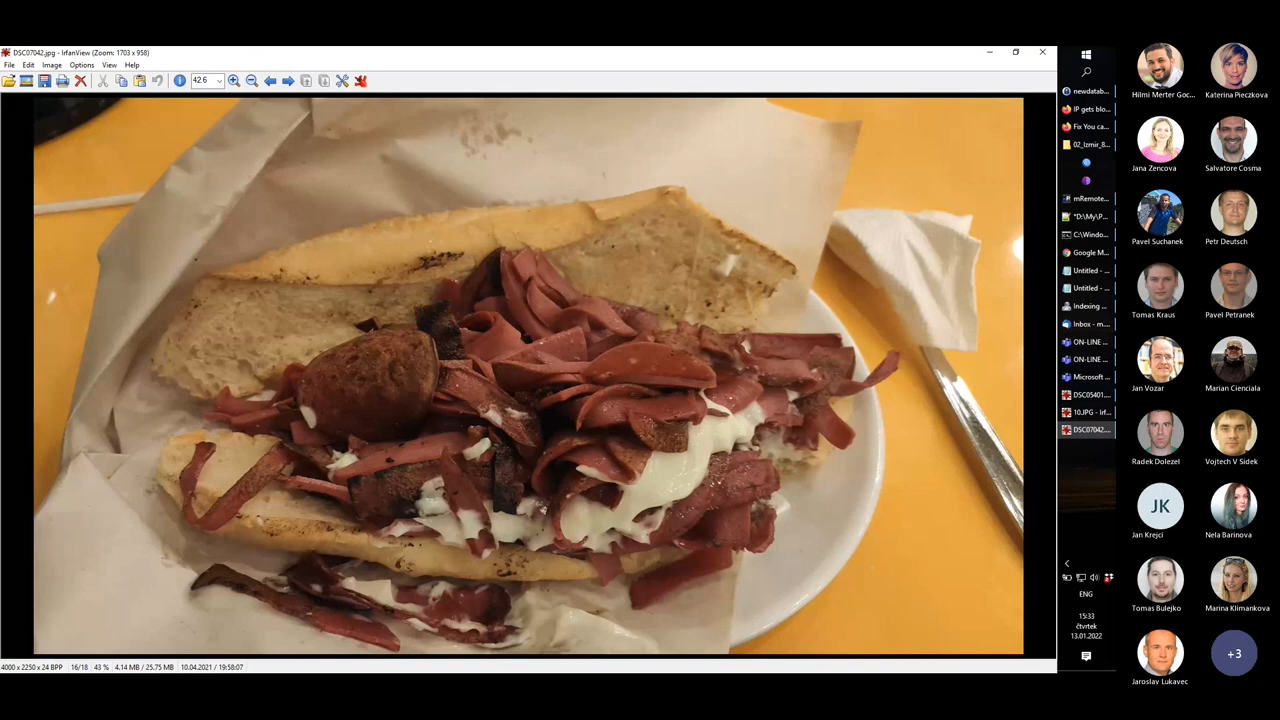 DSC07042.jpg - IrfanView (Zoom: 1703 x 958)
File Edit Image Options View Help
42.6
4000 x 2250 x 24 BPP 16/18 43 % 4.14 MB / 25.75 MB 10.04.2021 / 19:58:07
newdatab...
IP gets blo...
Fix You ca...
02_Izmir_8...
mRemote...
*D:\My\P...
C:\Windo...
Google M...
Untitled - ...
Untitled - ...
Indexing ...
Inbox - m...
ON-LINE ...
ON-LINE ...
Microsoft ...
DSC05401...
10.JPG - Irf...
DSC07042...
ENG
15:33
čtvrtek
13.01.2022
Hilmi Merter Goc... Katerina Pieczkova
Jana Zencova Salvatore Cosma
Pavel Suchanek Petr Deutsch
Tomas Kraus Pavel Petranek
Jan Vozar Marian Cienciala
Radek Dolezel Vojtech V Sidek
JK
Jan Krejci Nela Barinova
Tomas Bulejko Marina Klimankova
+3
Jaroslav Lukavec